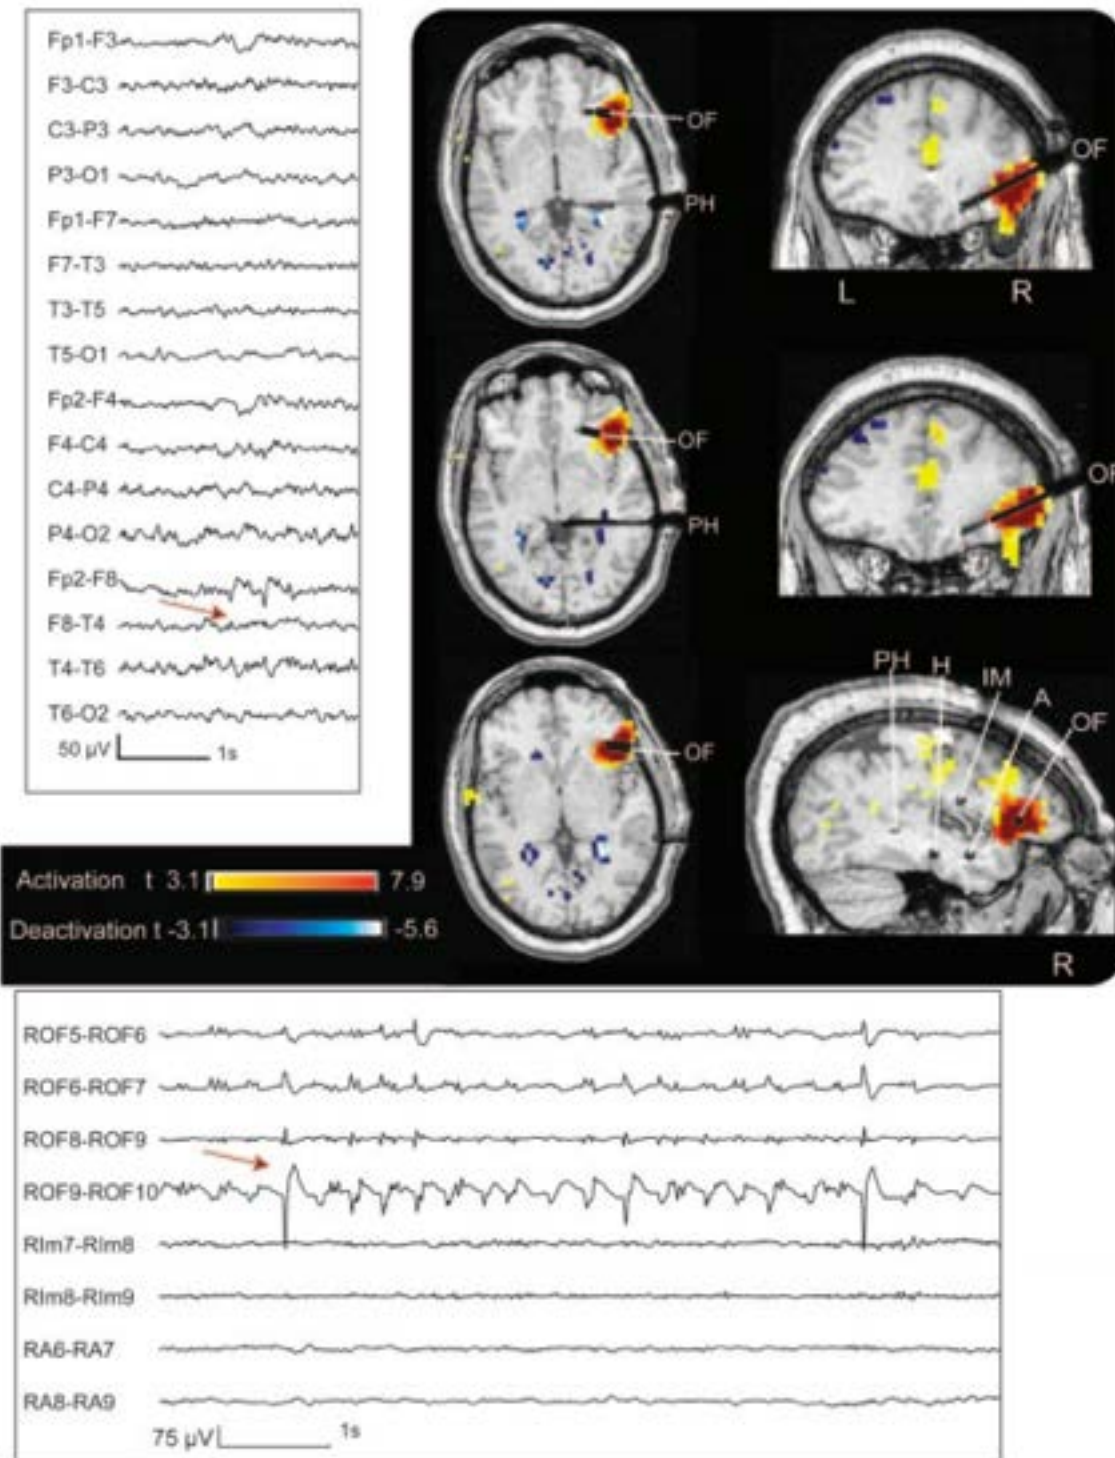 Fp1-F3
F3-C3
C3-P3
P3-O1
Fp1-F7
F7-T3
T3-T5
T5-O1
Fp2-F4
F4-C4
C4-P4
P4-O2
Fp2-F8
F8-T4
T4-T6
T6-O2
50 µV 1s
OF
PH
OF
L R
OF
PH
OF
OF
PH H IM A OF
R
Activation t 3.1 7.9
Deactivation t -3.1 -5.6
ROF5-ROF6
ROF6-ROF7
ROF8-ROF9
ROF9-ROF10
RIm7-RIm8
RIm8-RIm9
RA6-RA7
RA8-RA9
75 µV 1s